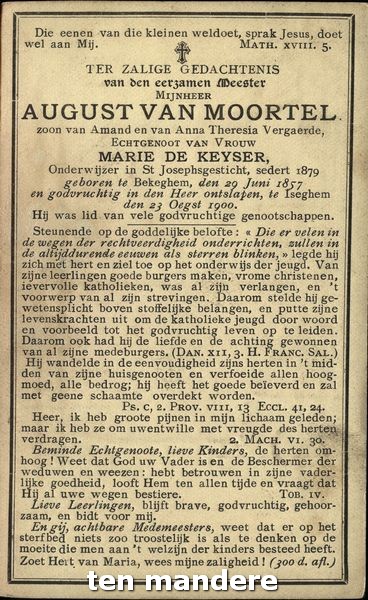 Die eenen van die kleinen weldoet, sprak Jesus, doet
wel aan Mij. MATH. XVIII. 5.
TER ZALIGE GEDACHTENIS
van den eerzamen Meester
MIJNHEER
AUGUST VAN MOORTEL
zoon van Amand en van Anna Theresia Vergaerde,
ECHTGENOOT VAN VROUW
MARIE DE KEYSER,
Onderwijzer in St Josephsgesticht, sedert 1879
geboren te Bekeghem, den 29 Juni 1857
en godvruchtig in den Heer ontslapen, te Iseghem
den 23 Oegst 1900.
Hij was lid van vele godvruchtige genootschappen.
Steunende op de goddelijke belofte: « Die er velen in
de wegen der rechtveerdigheid onderrichten, zullen in
de altijddurende eeuwen als sterren blinken, » legde hij
zich met hert en ziel toe op het onderwijs der jeugd. Van
zijne leerlingen goede burgers maken, vrome christenen,
ievervolle katholieken, was al zijn verlangen, en 't
voorwerp van al zijn strevingen. Daarom stelde hij ge-
wetensplicht boven stoffelijke belangen, en putte zijne
levenskrachten uit om de katholieke jeugd door woord
en voorbeeld tot het godvruchtig leven op te leiden.
Daarom ook had hij de liefde en de achting gewonnen
van al zijne medeburgers. (DAN. XII, 3. H. FRANC. SAL.)
Hij wandelde in de eenvoudigheid zijns herten in 't mid-
den van zijne huisgenooten en verfoeide allen hoog-
moed, alle bedrog; hij heeft het goede beïeverd en zal
met geene schaamte overdekt worden.
PS. C, 2. PROV. VIII, 13 ECCL. 41, 24.
Heer, ik heb groote pijnen in mijn lichaam geleden;
maar ik heb ze om uwentwille met vreugde des herten
verdragen. 2. MACH. VI. 30.
Beminde Echtgenoote, lieve Kinders, de herten om-
hoog! Weet dat God uw Vader is en de Beschermer der
weduwen en weezen: hebt betrouwen in zijne vader-
lijke goedheid, looft Hem ten allen tijde en vraagt dat
Hij al uwe wegen bestiere. TOB. IV.
Lieve Leerlingen, blijft brave, godvruchtig, gehoor-
zaam, en bidt voor mij.
En gij, achtbare Medemeesters, weet dat er op het
sterfbed niets zoo troostelijk is als te denken op de
moeite die men aan 't welzijn der kinders besteed heeft.
Zoet Hert van Maria, wees mijne zaligheid! (300 d. afl.)
ten mandere